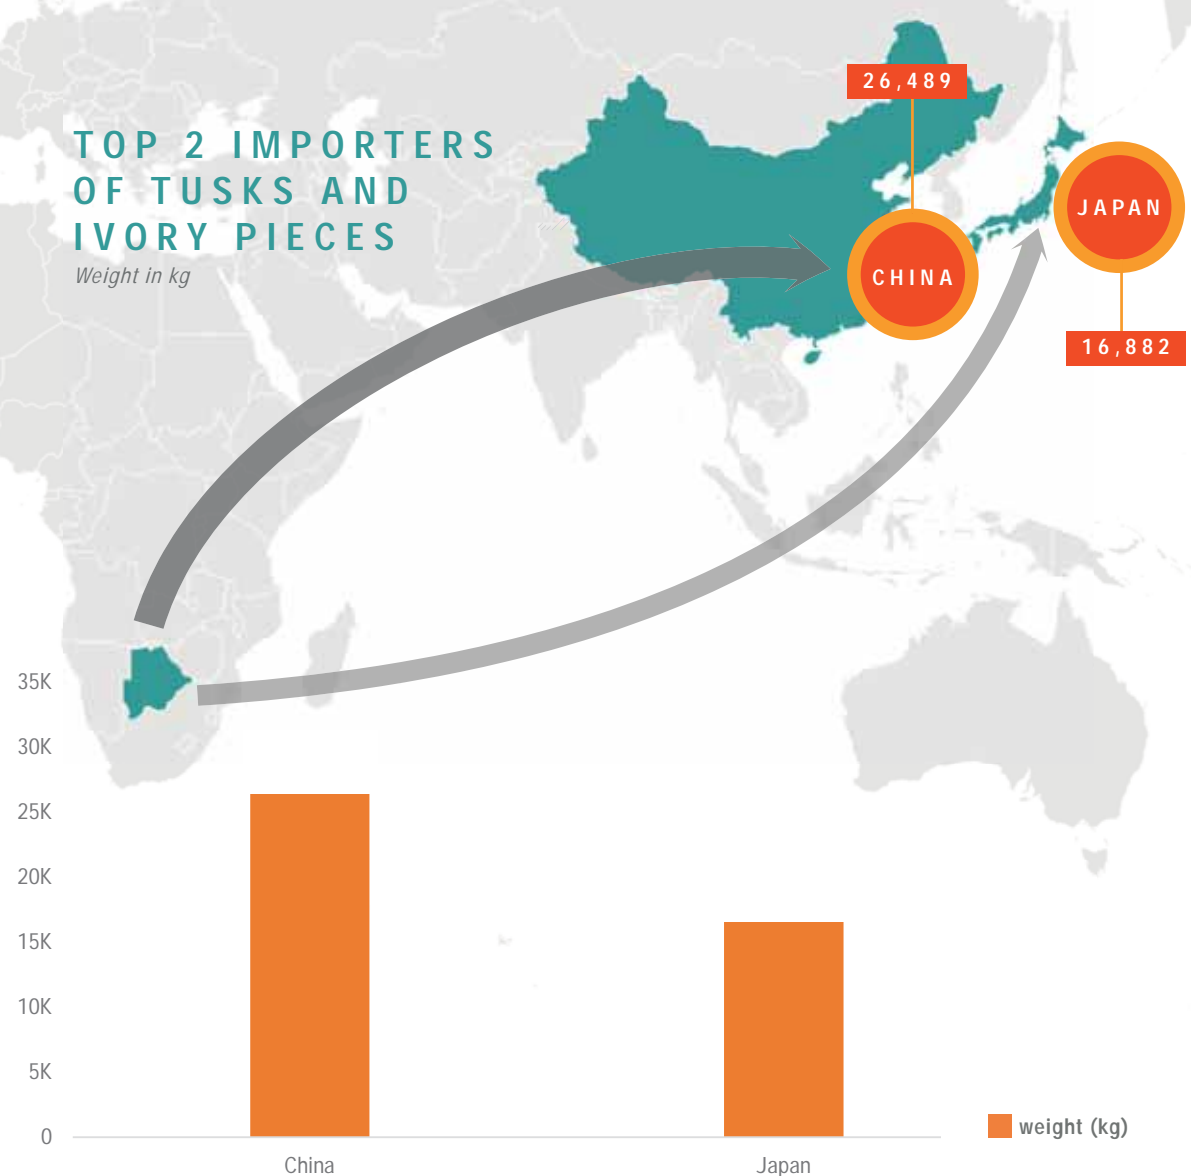 TOP 2 IMPORTERS
OF TUSKS AND
IVORY PIECES
Weight in kg
26,489
CHINA
JAPAN
16,882
35K
30K
25K
20K
15K
10K
5K
0
China
Japan
weight (kg)